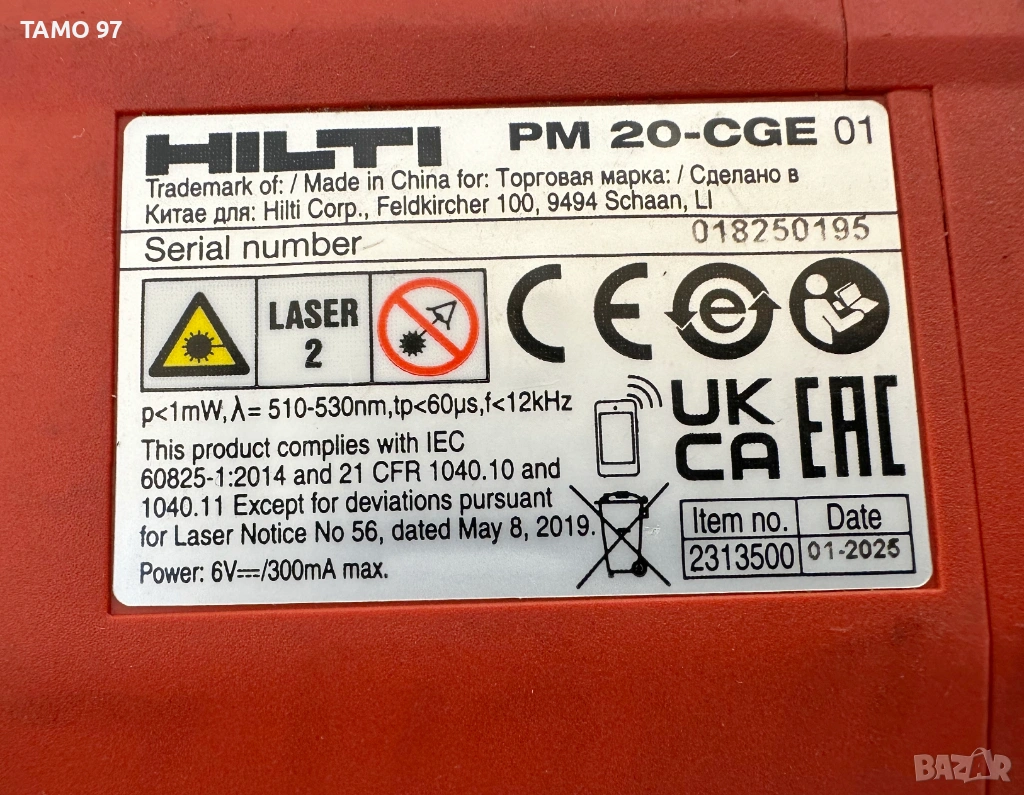 TAMO 97
HILTI PM 20-CGE 01
Trademark of: / Made in China for: Торговая марка: / Сделано в
Китае для: Hilti Corp., Feldkircher 100, 9494 Schaan, LI
Serial number 018250195
LASER
2
CE
e
p<1mW, λ= 510-530nm,tp<60µs,f<12kHz
This product complies with IEC
60825-1:2014 and 21 CFR 1040.10 and
1040.11 Except for deviations pursuant
for Laser Notice No 56, dated May 8, 2019.
Power: 6V⎓/300mA max.
UK
CA
EAC
Item no. Date
2313500 01-2025
BAZAR